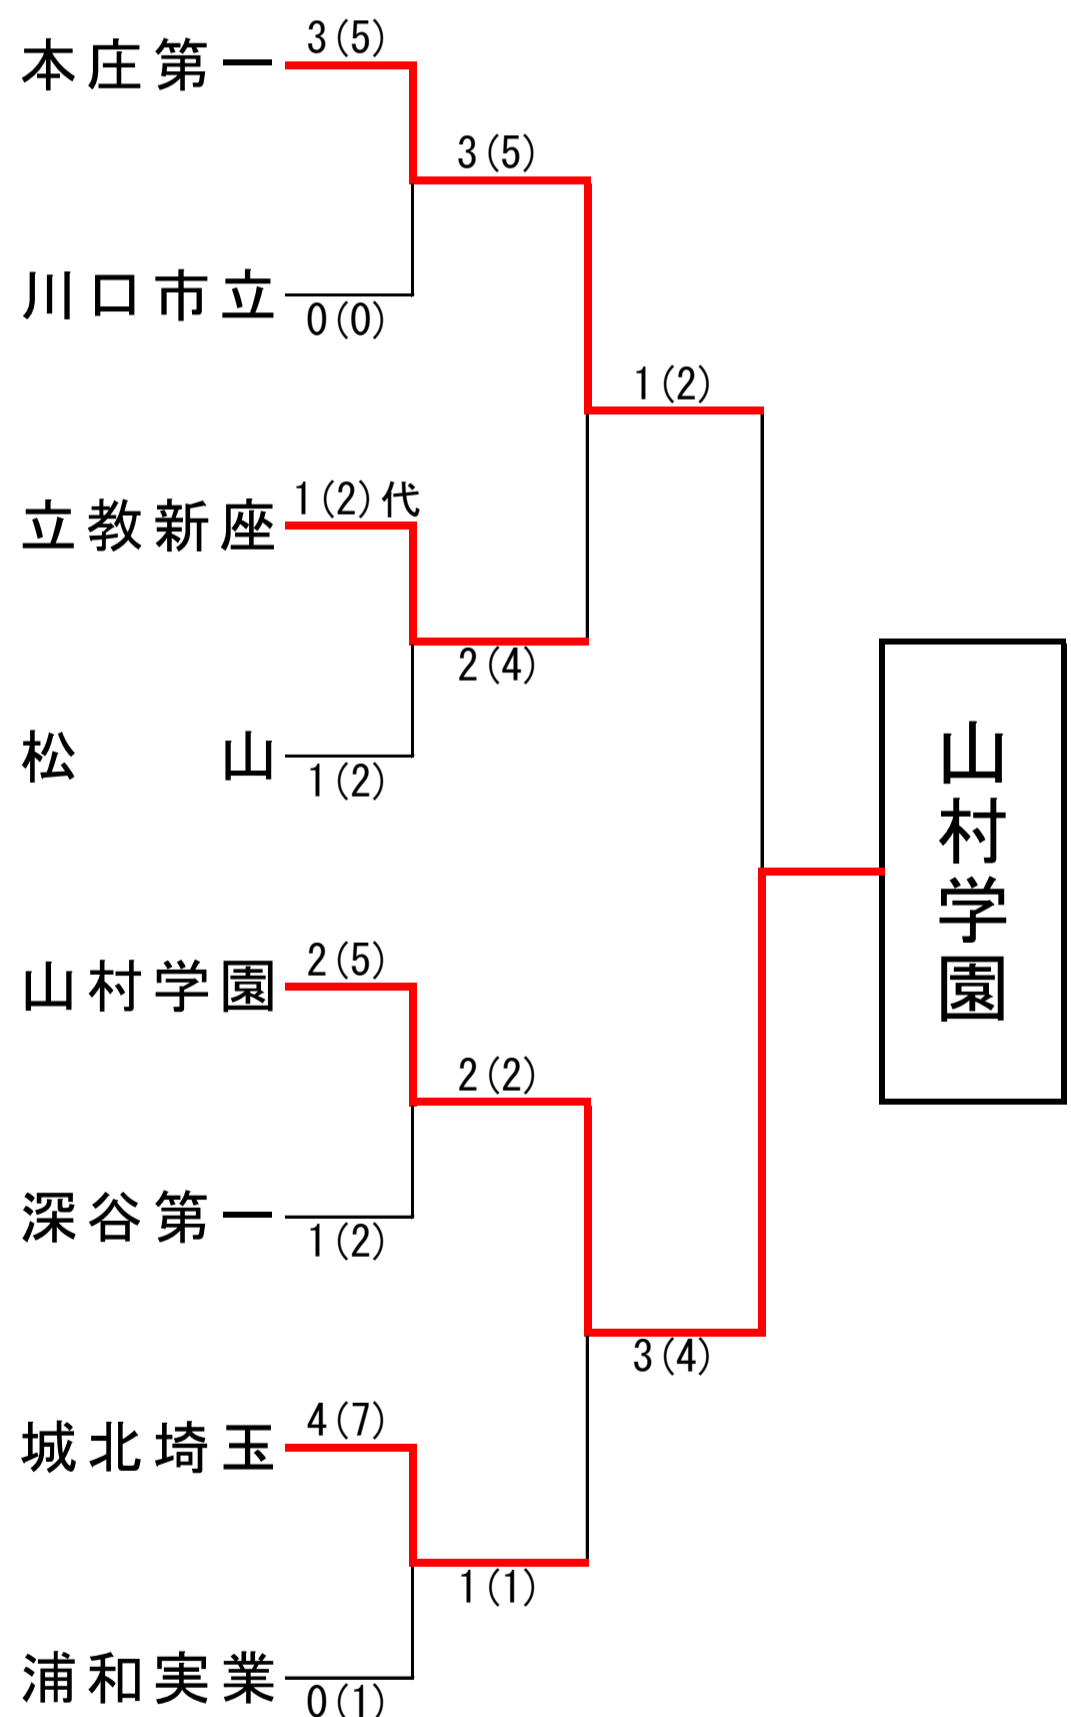 3(5)
本庄第一
3(5)
川口市立
0(0)
1(2)
1(2)代
立教新座
2(4)
松山
1(2)
山村学園
2(5)
山村学園
2(2)
深谷第一
1(2)
3(4)
4(7)
城北埼玉
1(1)
浦和実業
0(1)